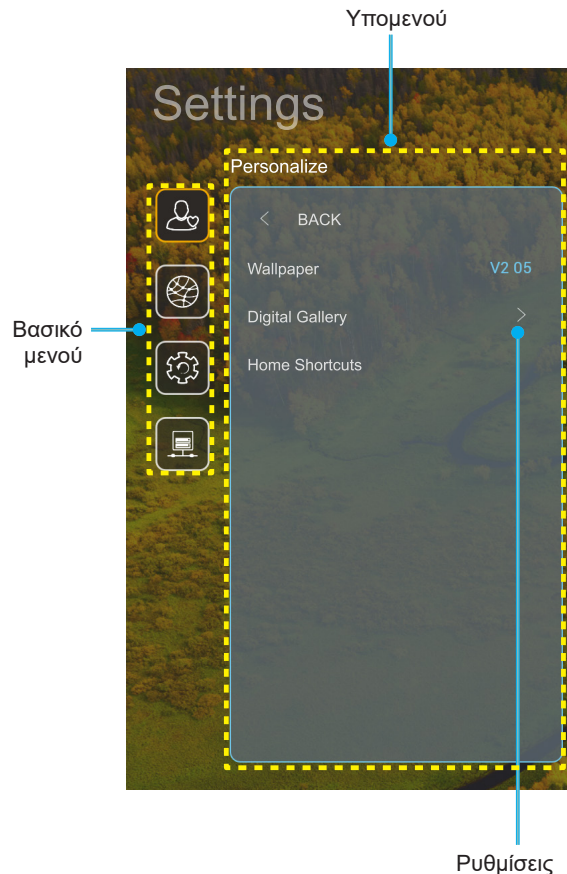 Υπομενού
Settings
Personalize
BACK
Wallpaper V2 05
Digital Gallery
Βασικό
μενού
Home Shortcuts
Ρυθμίσεις